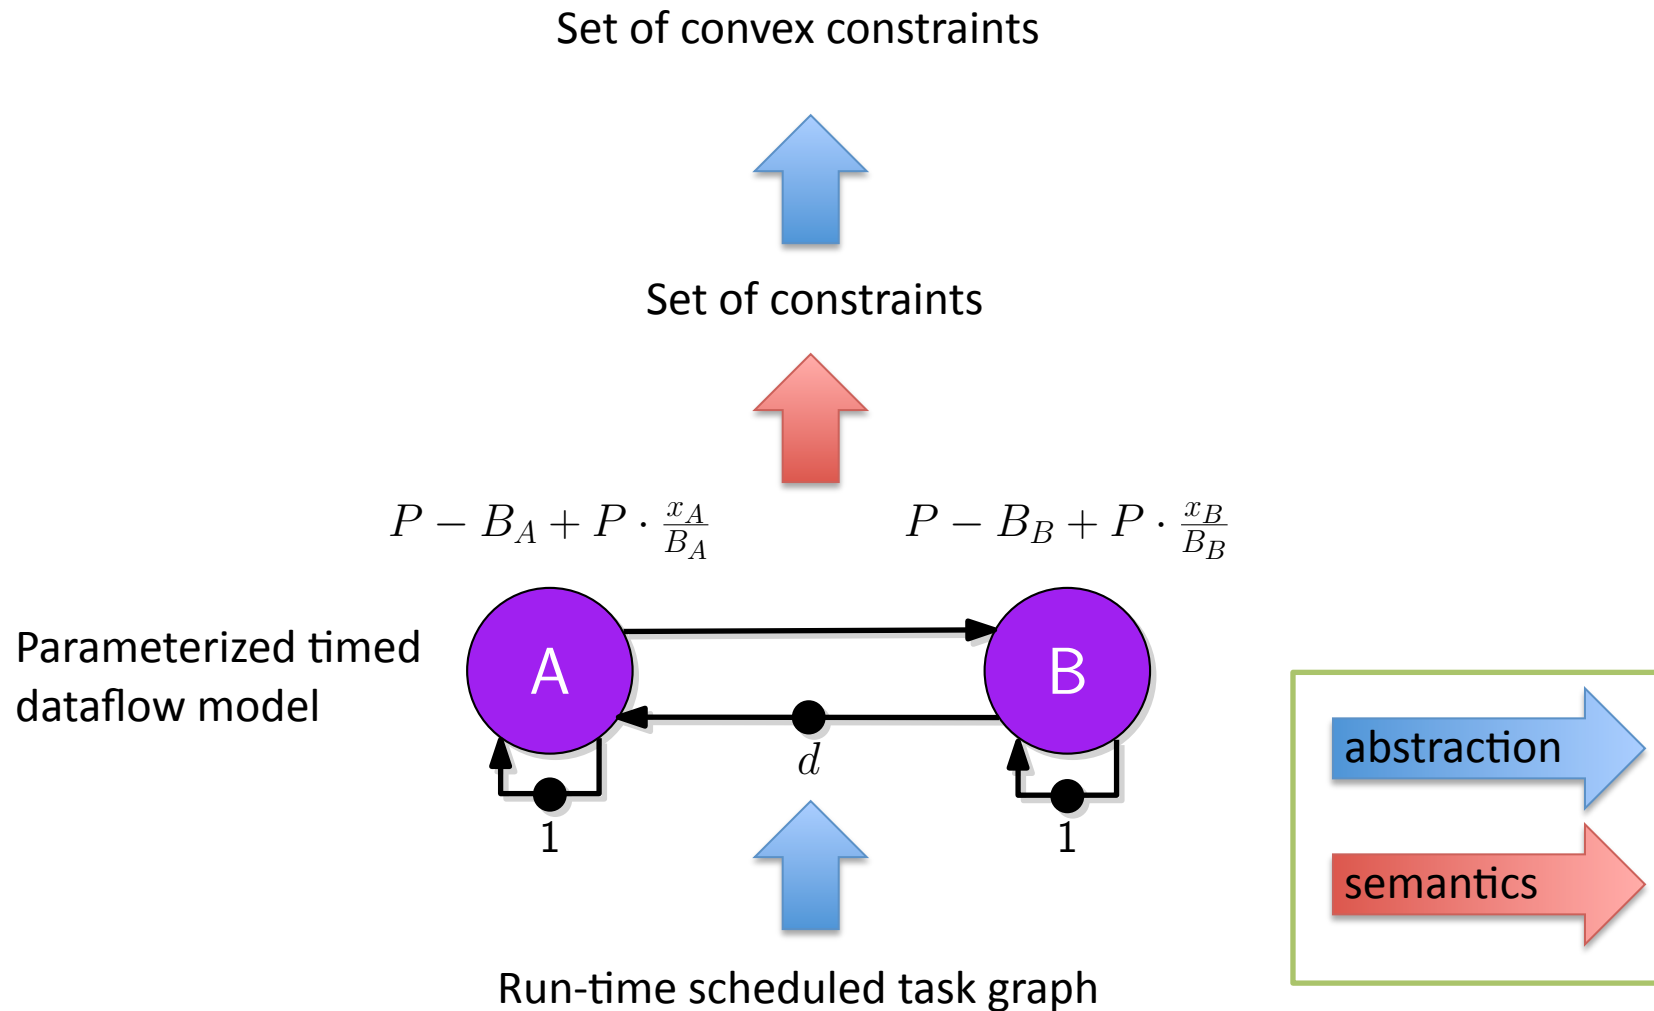 Set of convex constraints
Set of constraints
P − B_A + P · x_A/B_A
P − B_B + P · x_B/B_B
Parameterized timed
dataflow model
A
B
d
1
1
abstraction
semantics
Run-time scheduled task graph